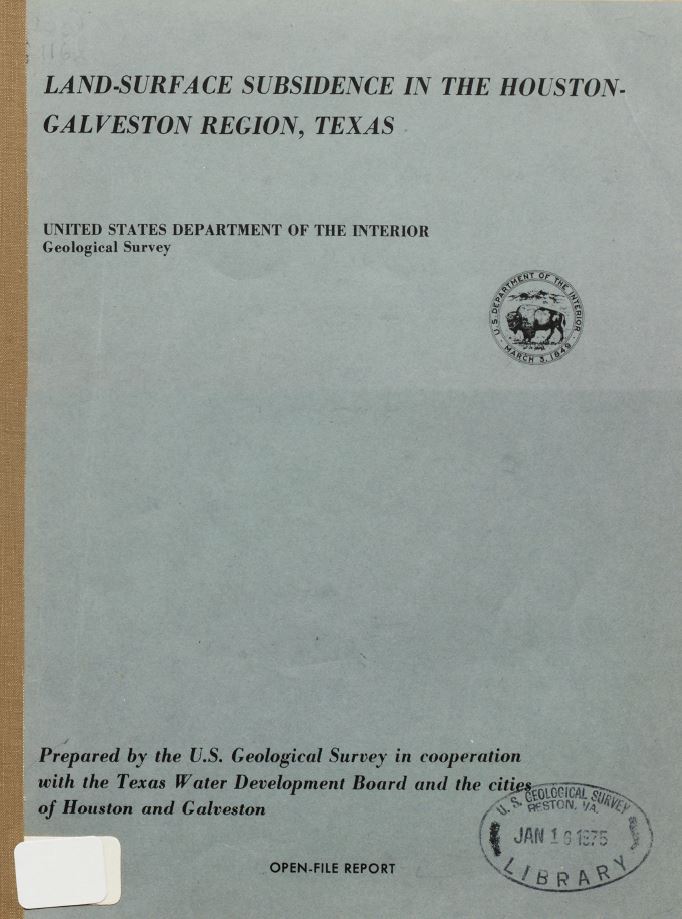 116
LAND-SURFACE SUBSIDENCE IN THE HOUSTON-
GALVESTON REGION, TEXAS
UNITED STATES DEPARTMENT OF THE INTERIOR
Geological Survey
U.S. DEPARTMENT OF THE INTERIOR
MARCH 3, 1849
Prepared by the U.S. Geological Survey in cooperation
with the Texas Water Development Board and the cities
of Houston and Galveston
U. S. GEOLOGICAL SURVEY
RESTON, VA.
JAN 16 1975
LIBRARY
OPEN-FILE REPORT